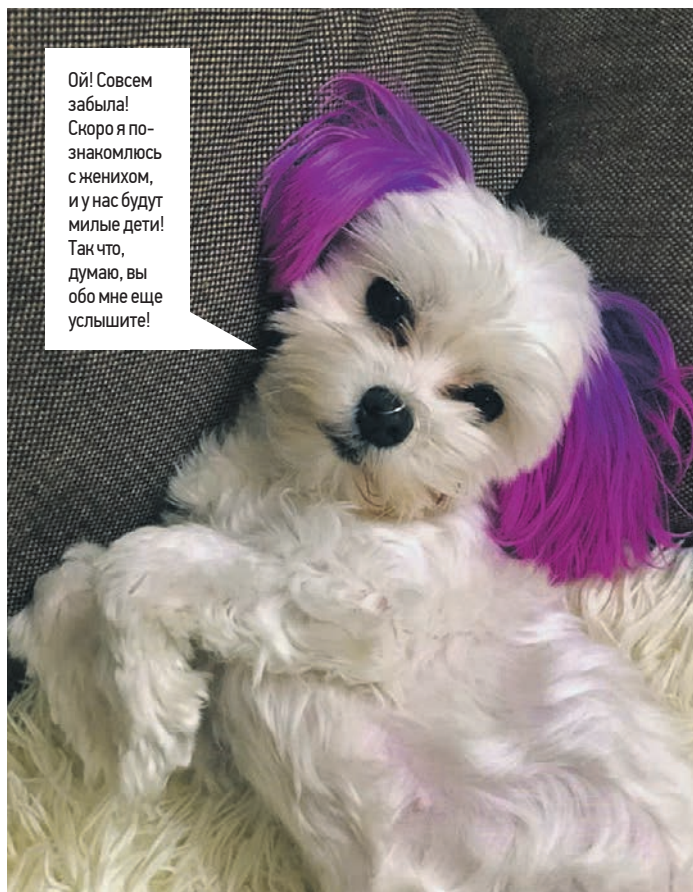 Ой! Совсем
забыла!
Скоро я по-
знакомлюсь
с женихом,
и у нас будут
милые дети!
Так что,
думаю, вы
обо мне еще
услышите!